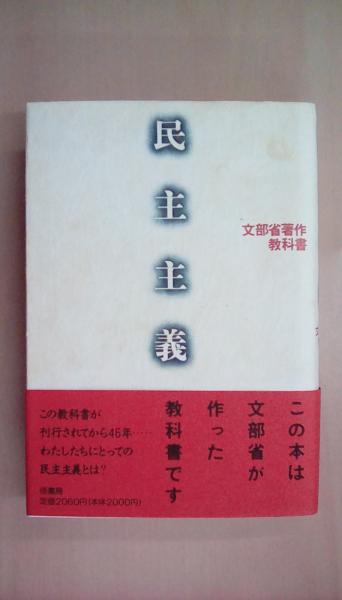 民主主義
文部省著作
教科書
この本は
文部省が
作った
教科書です
この教科書が
刊行されてから46年……
わたしたちにとっての
民主主義とは?
径書房
定価2060円(本体2000円)